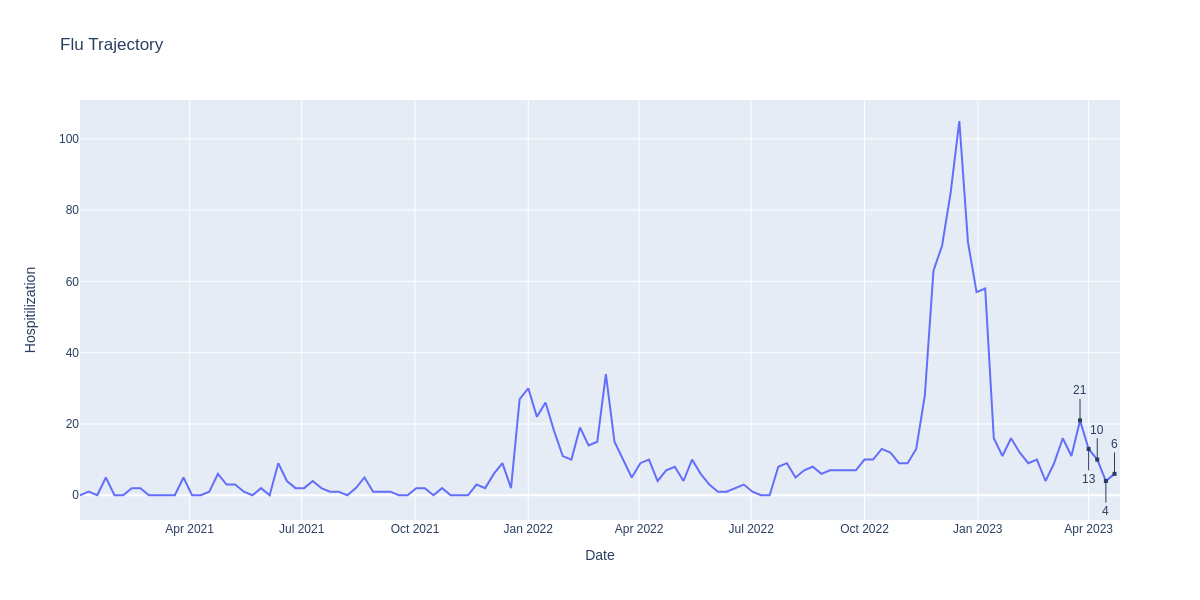 Flu Trajectory
Hospitilization
100
80
60
40
20
0
21
10
6
13
4
Apr 2021
Jul 2021
Oct 2021
Jan 2022
Apr 2022
Jul 2022
Oct 2022
Jan 2023
Apr 2023
Date